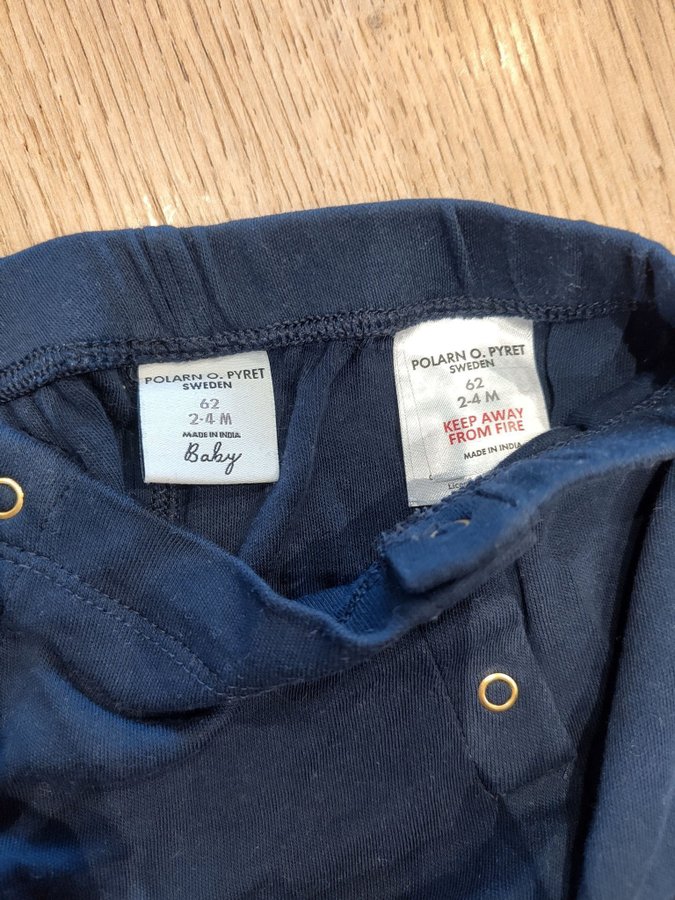 POLARN O. PYRET
SWEDEN
62
2-4 M
MADE IN INDIA
Baby
POLARN O. PYRET
SWEDEN
62
2-4 M
KEEP AWAY
FROM FIRE
MADE IN INDIA